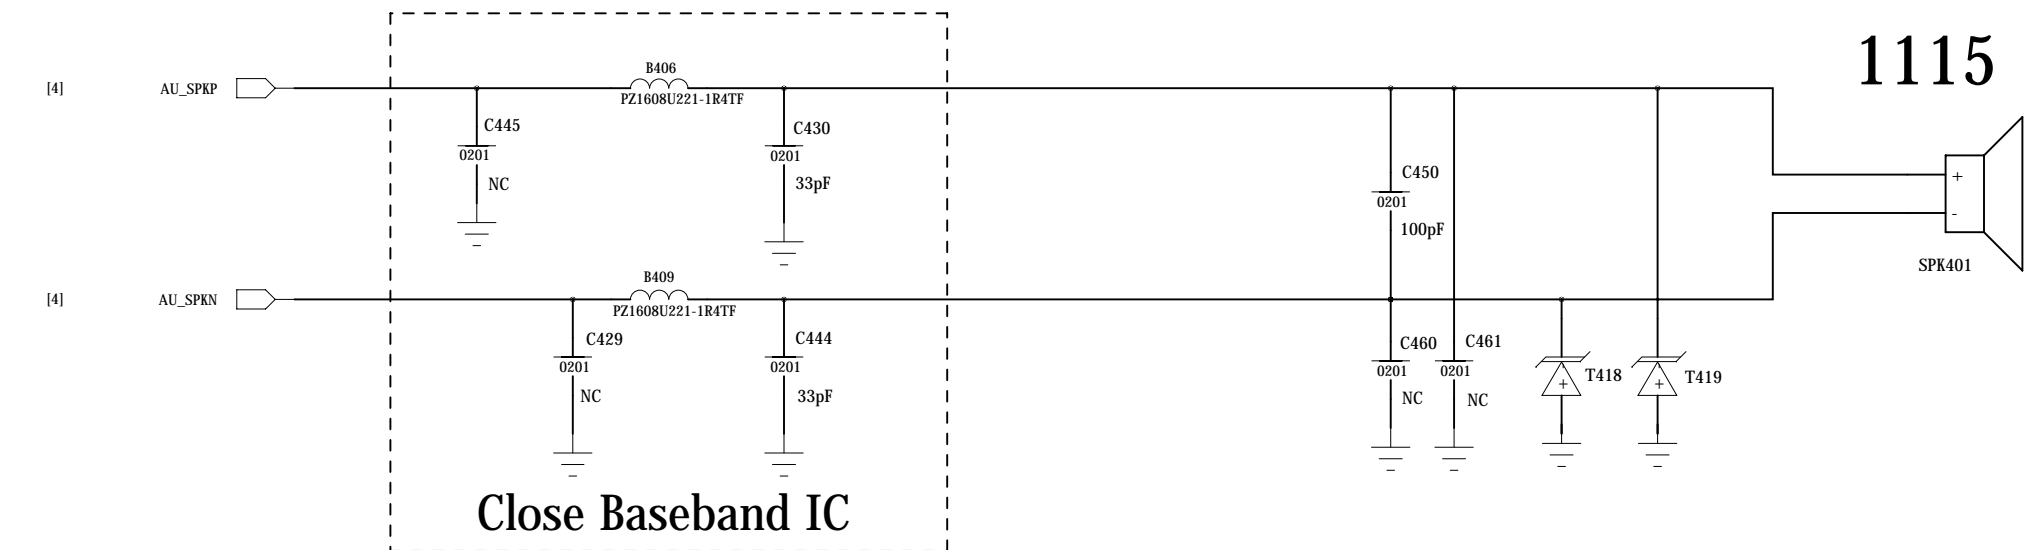 1115
[4] AU_SPKP
B406
PZ1608U221-1R4TF
C445
0201
NC
C430
0201
33pF
C450
0201
100pF
+
-
SPK401
[4] AU_SPKN
B409
PZ1608U221-1R4TF
C429
0201
NC
C444
0201
33pF
C460
0201
NC
C461
0201
NC
+
T418
+
T419
Close Baseband IC